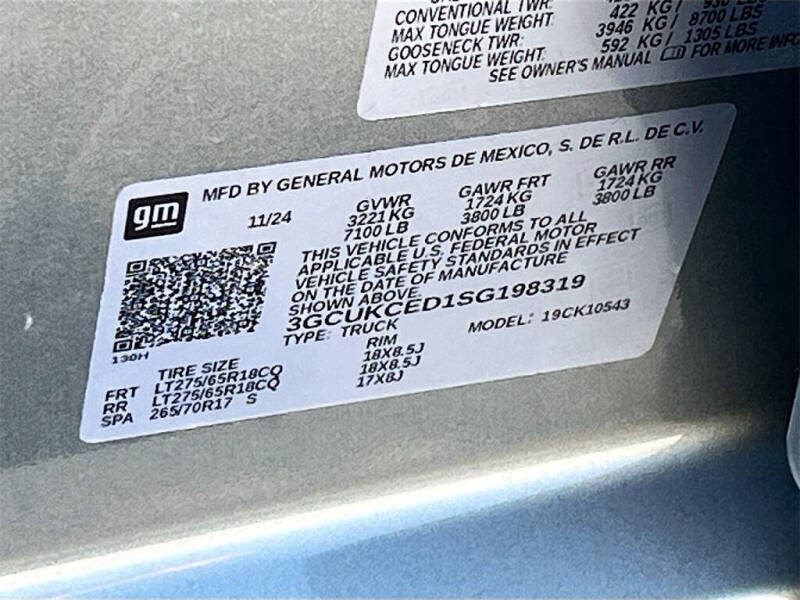 CONVENTIONAL TWR:
MAX TONGUE WEIGHT: 422 KG / 930 LBS
GOOSENECK TWR: 3946 KG / 8700 LBS
MAX TONGUE WEIGHT: 592 KG / 1305 LBS
SEE OWNER'S MANUAL FOR MORE INFO
gm
MFD BY GENERAL MOTORS DE MEXICO, S. DE R.L. DE C.V.
11/24 GVWR GAWR FRT GAWR RR
3221 KG 1724 KG 1724 KG
7100 LB 3800 LB 3800 LB
THIS VEHICLE CONFORMS TO ALL
APPLICABLE U.S. FEDERAL MOTOR
VEHICLE SAFETY STANDARDS IN EFFECT
ON THE DATE OF MANUFACTURE
SHOWN ABOVE.
3GCUKCED1SG198319
TYPE: TRUCK MODEL: 19CK10543
130H
TIRE SIZE RIM
FRT LT275/65R18CQ 18X8.5J
RR LT275/65R18CQ 18X8.5J
SPA 265/70R17 S 17X8J